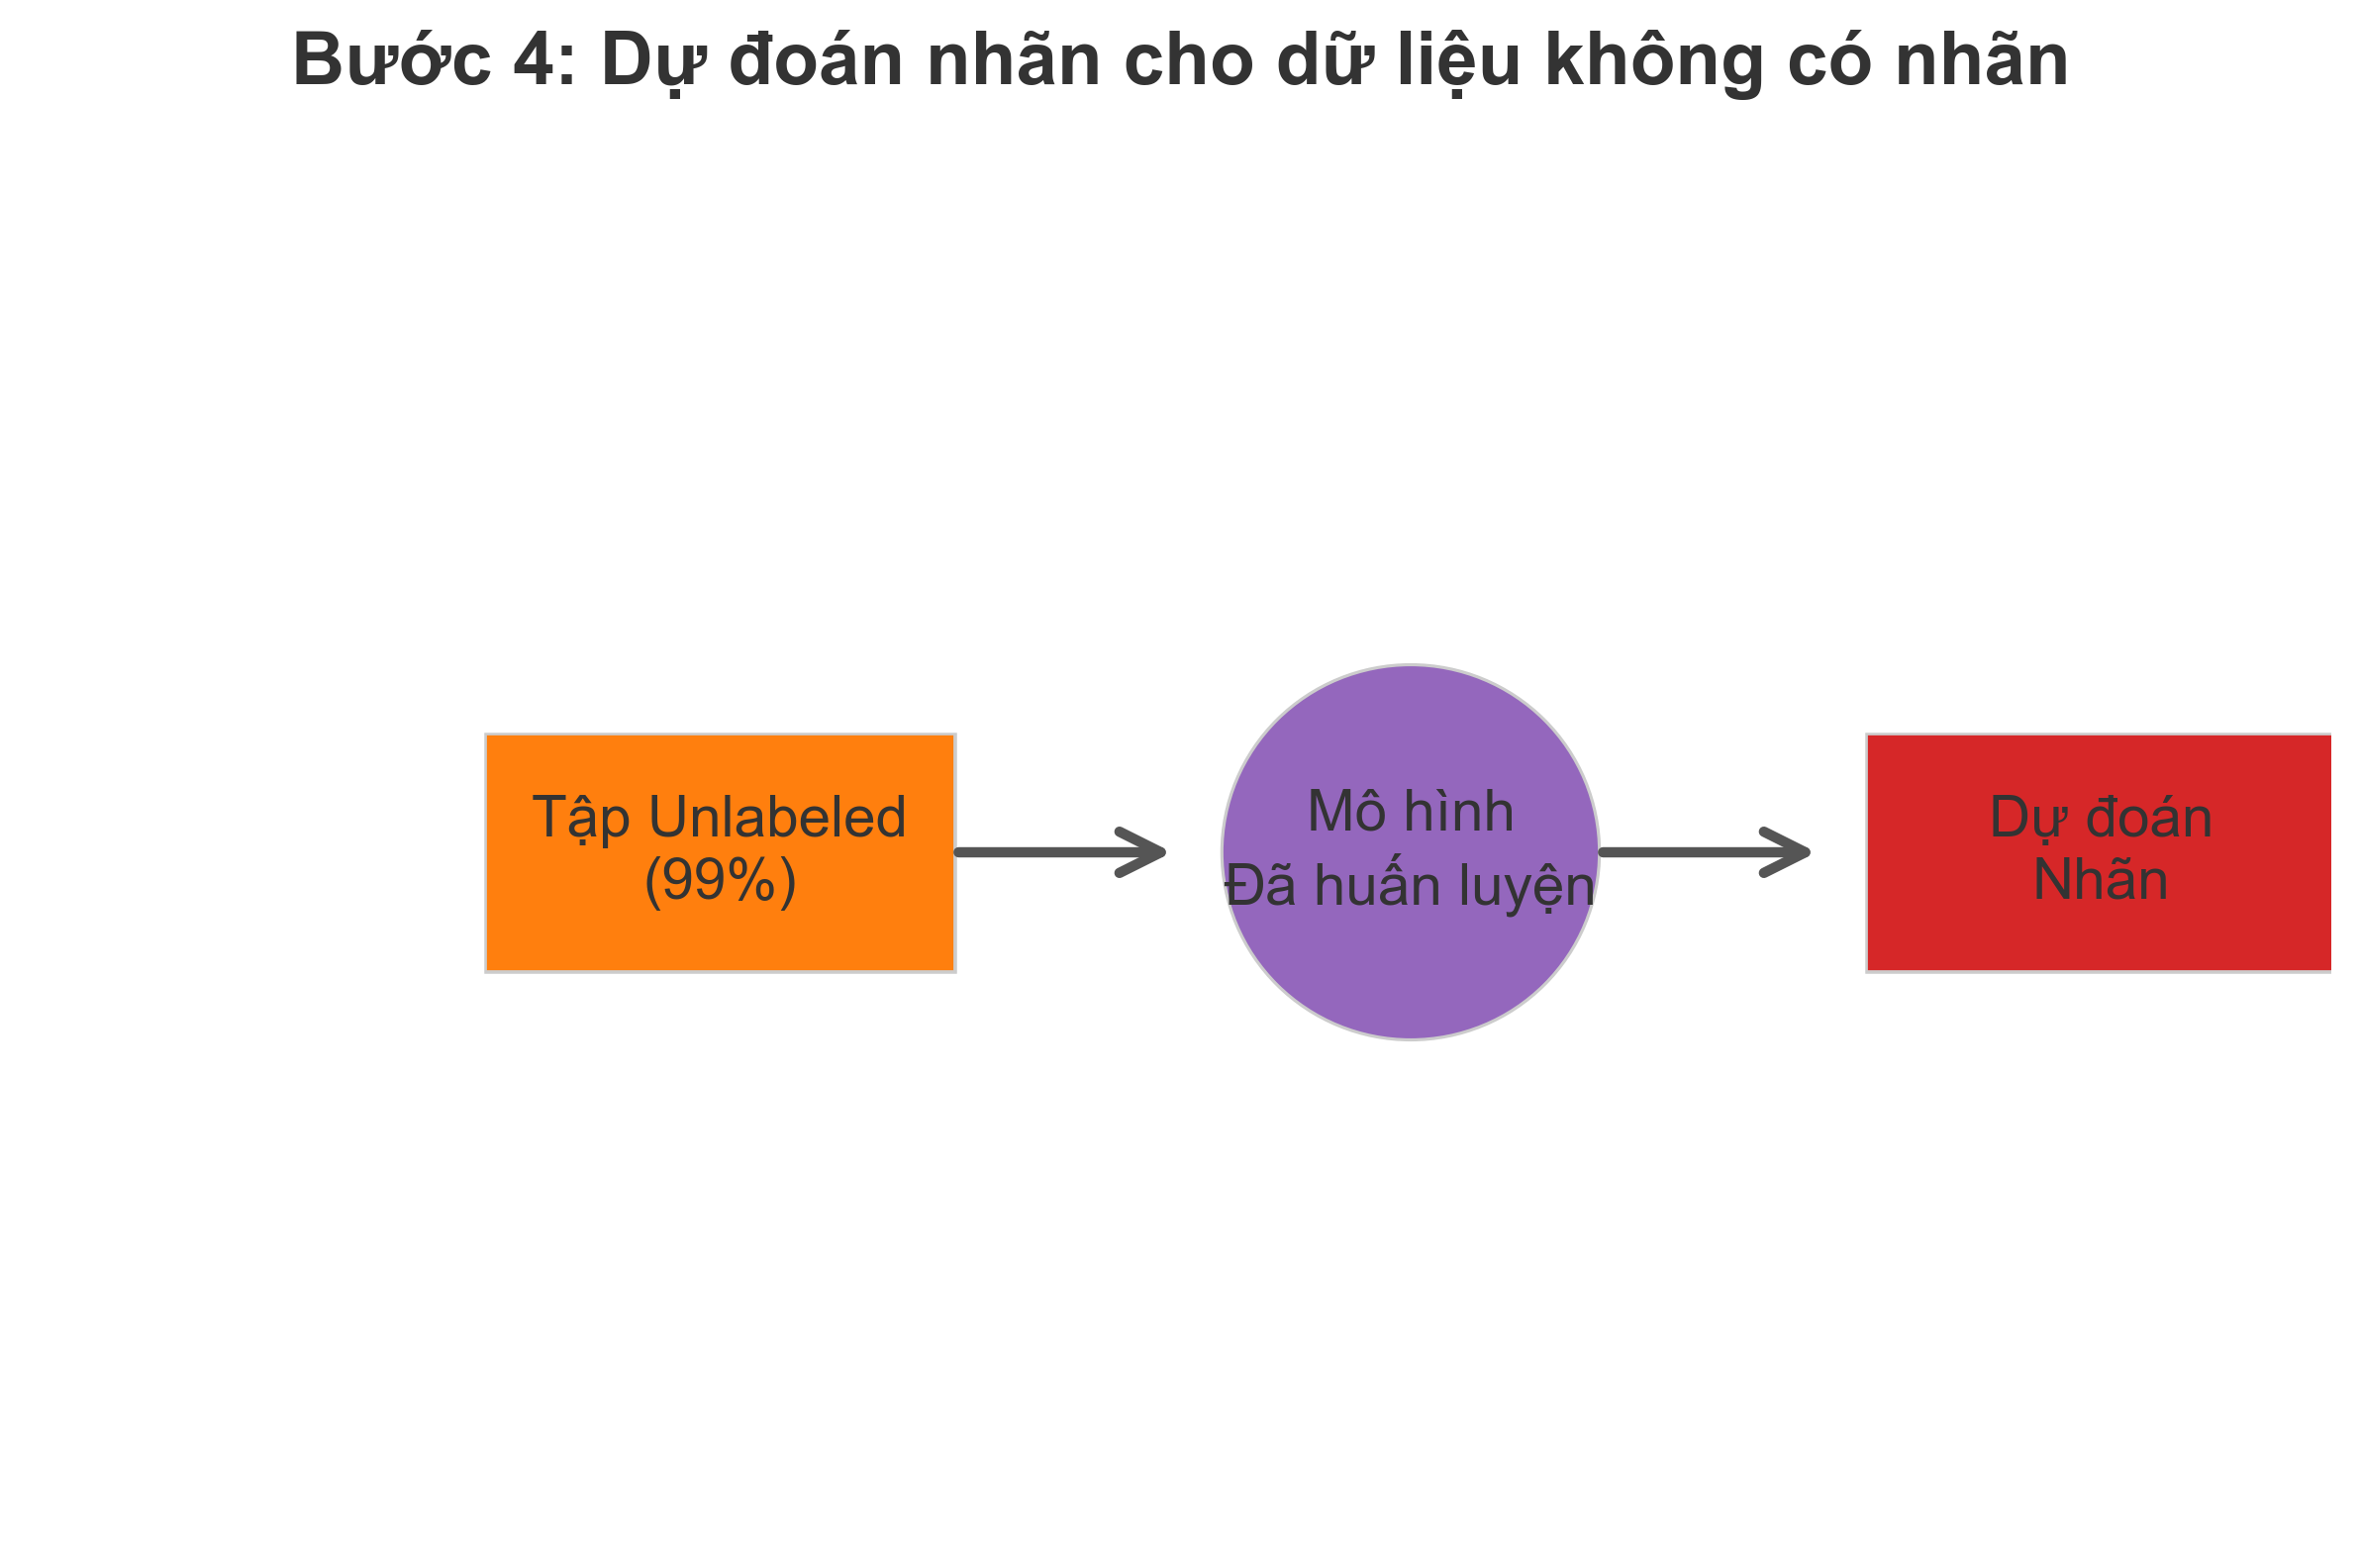 Bước 4: Dự đoán nhãn cho dữ liệu không có nhãn
Tập Unlabeled
(99%)
Mô hình
Đã huấn luyện
Dự đoán
Nhãn